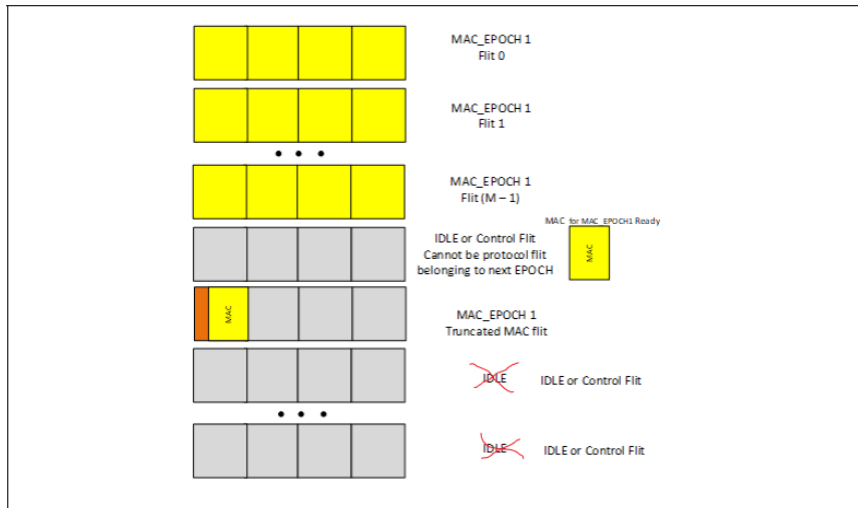 MAC_EPOCH 1
Flit 0
MAC_EPOCH 1
Flit 1
MAC_EPOCH 1
Flit (M – 1)
MAC for MAC_EPOCH1 Ready
MAC
IDLE or Control Flit
Cannot be protocol flit
belonging to next EPOCH
MAC
MAC_EPOCH 1
Truncated MAC flit
IDLE IDLE or Control Flit
IDLE IDLE or Control Flit